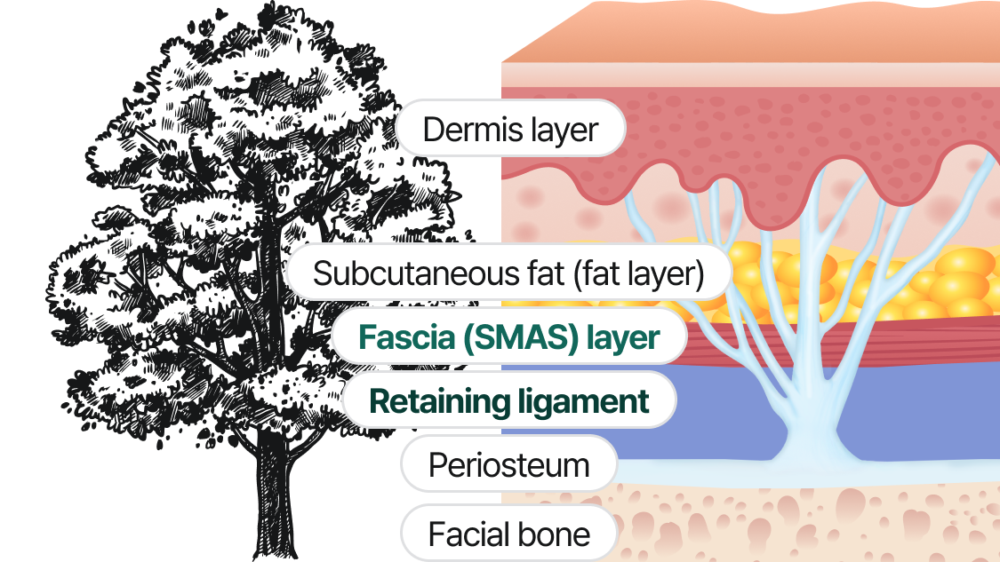 Dermis layer
Subcutaneous fat (fat layer)
Fascia (SMAS) layer
Retaining ligament
Periosteum
Facial bone